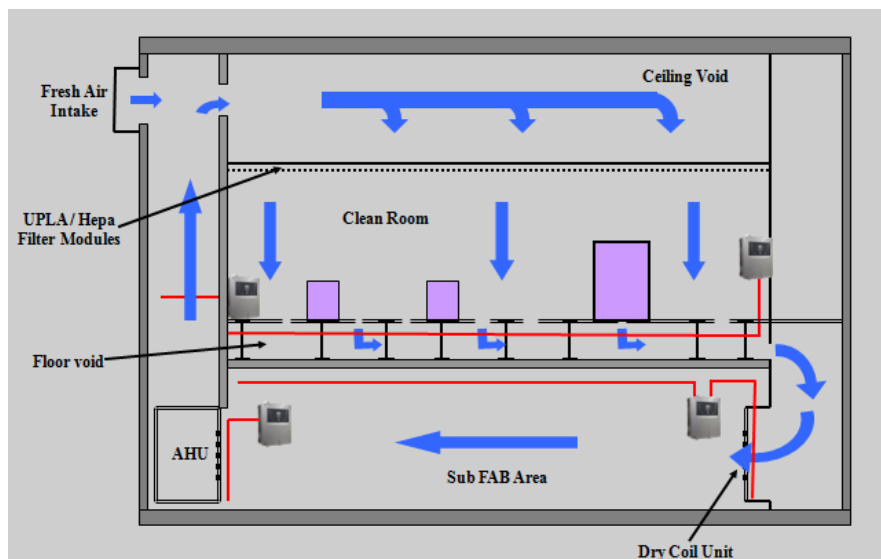 Fresh Air
Intake
Ceiling Void
UPLA / Hepa
Filter Modules
Clean Room
Floor void
AHU
Sub FAB Area
Dry Coil Unit